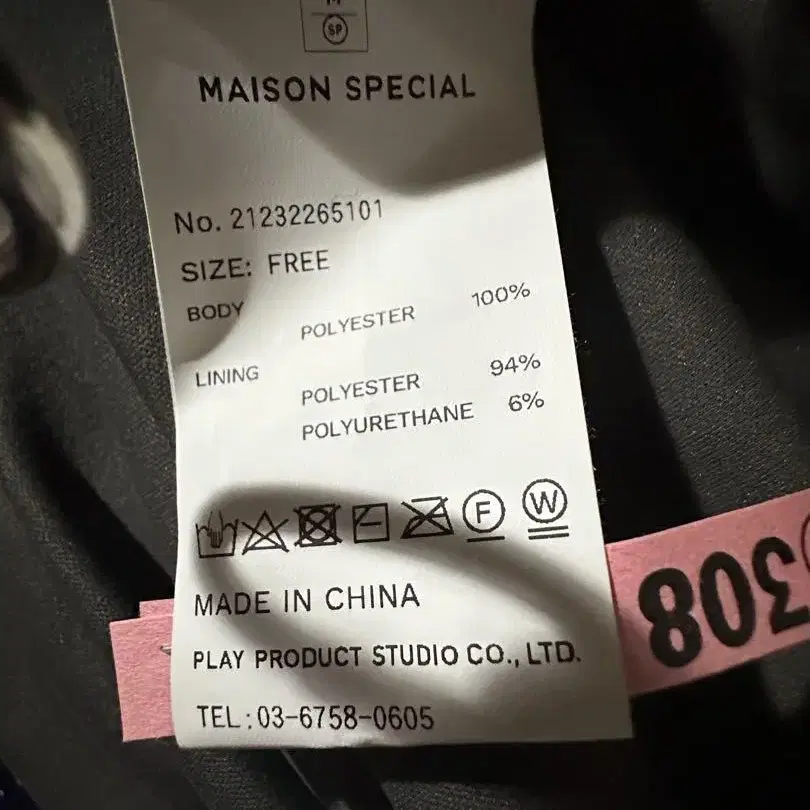 SP
MAISON SPECIAL
No. 21232265101
SIZE: FREE
BODY
POLYESTER 100%
LINING
POLYESTER 94%
POLYURETHANE 6%
F W
MADE IN CHINA
PLAY PRODUCT STUDIO CO., LTD.
TEL:03-6758-0605
308